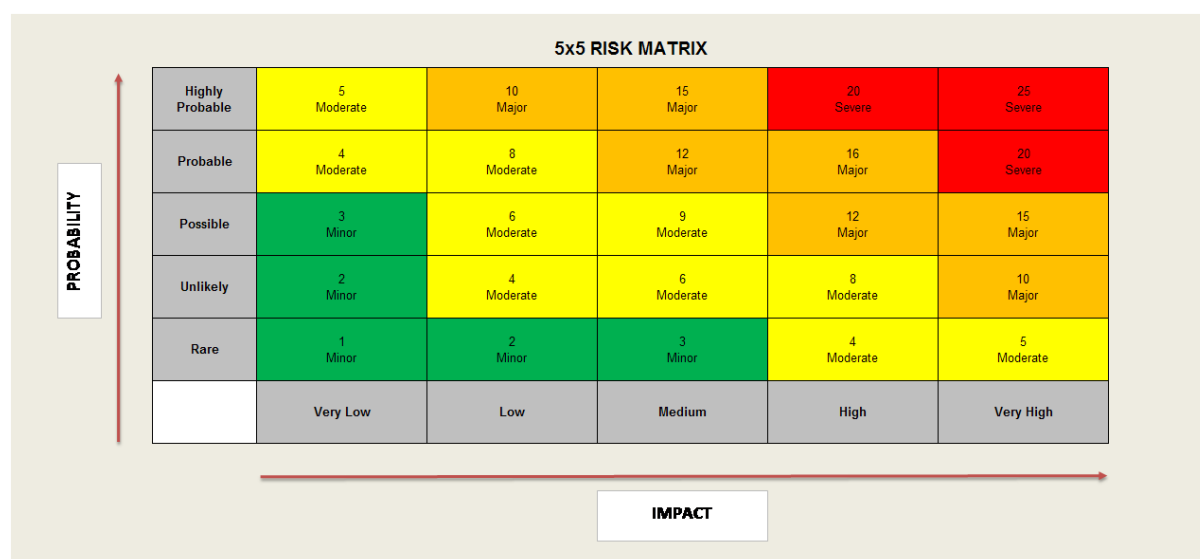 5x5 RISK MATRIX
Highly
Probable
5
Moderate
10
Major
15
Major
20
Severe
25
Severe
Probable
4
Moderate
8
Moderate
12
Major
16
Major
20
Severe
PROBABILITY
Possible
3
Minor
6
Moderate
9
Moderate
12
Major
15
Major
Unlikely
2
Minor
4
Moderate
6
Moderate
8
Moderate
10
Major
Rare
1
Minor
2
Minor
3
Minor
4
Moderate
5
Moderate
Very Low
Low
Medium
High
Very High
IMPACT